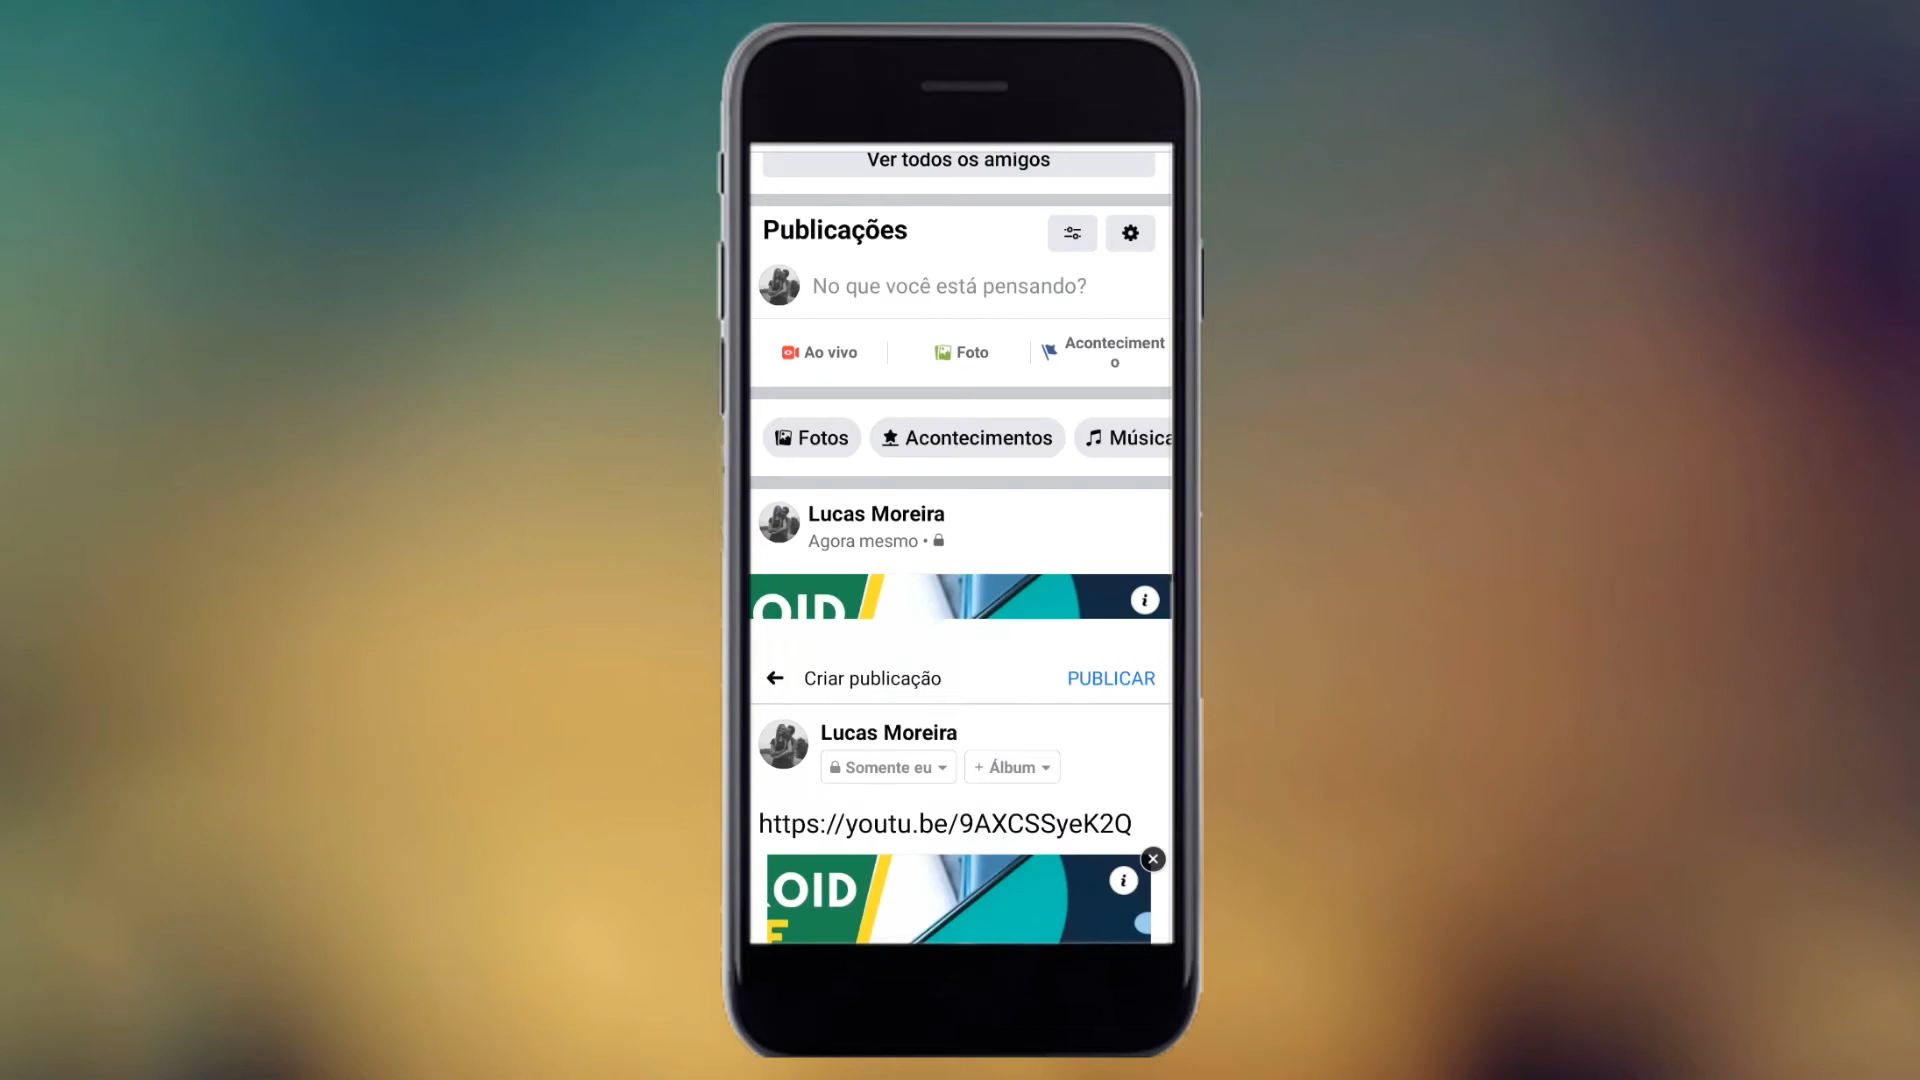 Ver todos os amigos
Publicações
No que você está pensando?
Ao vivo
Foto
Aconteciment
o
Fotos
Acontecimentos
Música
Lucas Moreira
Agora mesmo •
OID
Criar publicação
PUBLICAR
Lucas Moreira
Somente eu
+ Álbum
https://youtu.be/9AXCSSyeK2Q
OID